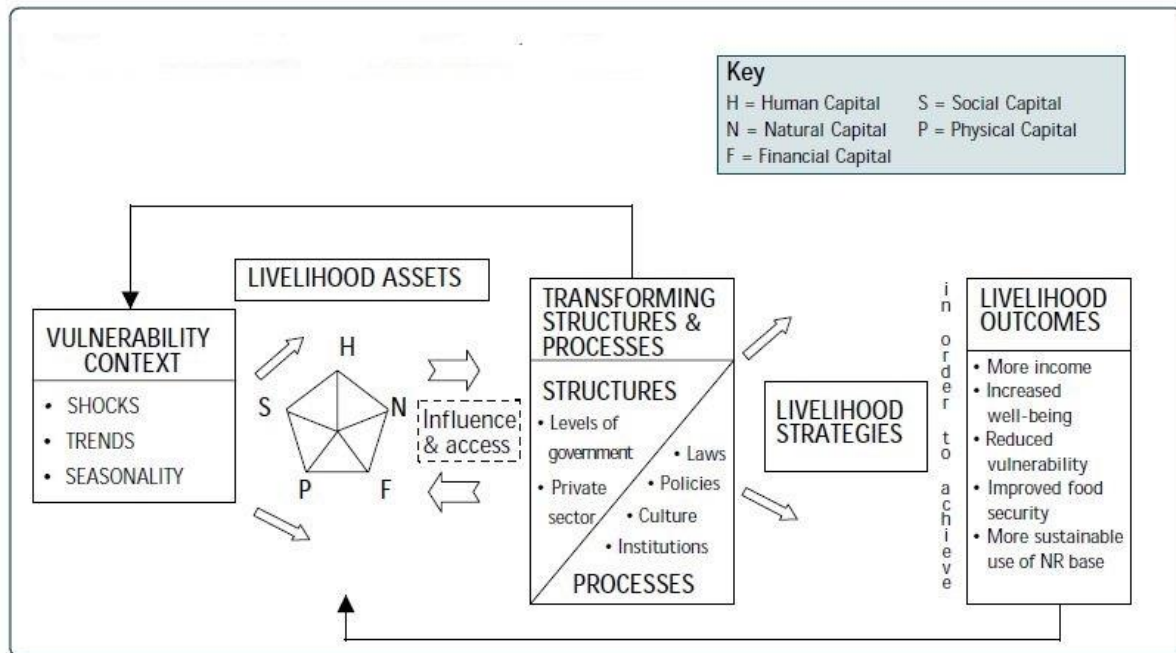 Key
H = Human Capital S = Social Capital
N = Natural Capital P = Physical Capital
F = Financial Capital
LIVELIHOOD ASSETS
VULNERABILITY
CONTEXT
• SHOCKS
• TRENDS
• SEASONALITY
H
S
N
P
F
Influence
& access
TRANSFORMING
STRUCTURES &
PROCESSES
STRUCTURES
• Levels of
government
• Private
sector
• Laws
• Policies
• Culture
• Institutions
PROCESSES
LIVELIHOOD
STRATEGIES
in order to achieve
LIVELIHOOD
OUTCOMES
• More income
• Increased
well-being
• Reduced
vulnerability
• Improved food
security
• More sustainable
use of NR base